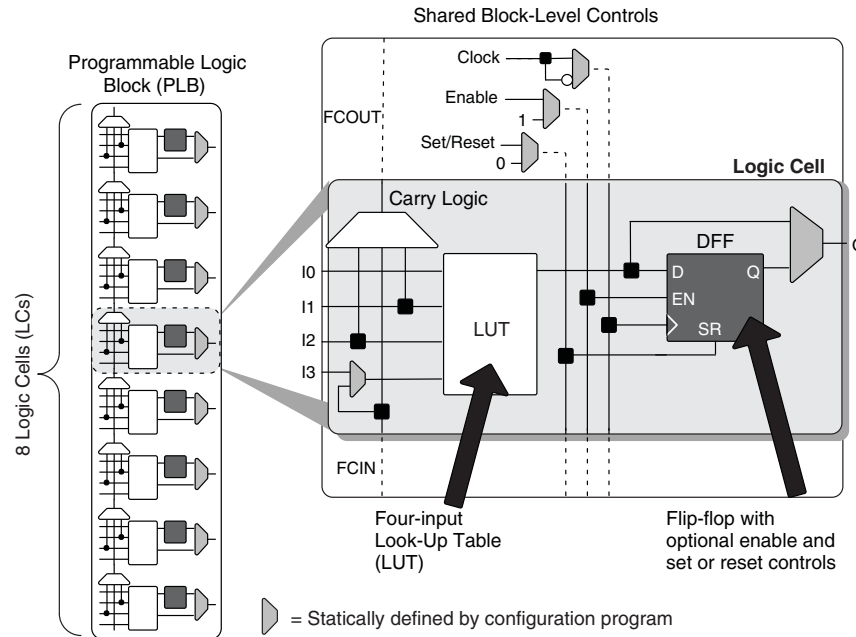 Shared Block-Level Controls
Programmable Logic
Block (PLB)
Clock
Enable
1
FCOUT
Set/Reset
0
Logic Cell
Carry Logic
DFF
I0
D
Q
I1
EN
LUT
I2
SR
I3
8 Logic Cells (LCs)
FCIN
Four-input
Look-Up Table
(LUT)
Flip-flop with
optional enable and
set or reset controls
= Statically defined by configuration program